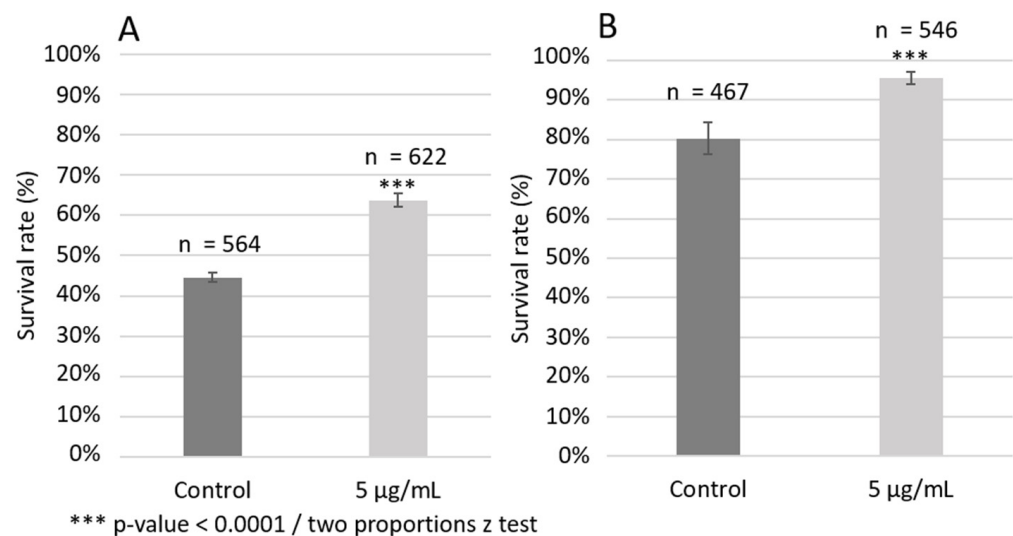 A
100%
90%
80%
70%
60%
50%
40%
30%
20%
10%
0%
Survival rate (%)
n = 564
n = 622
***
Control
5 µg/mL
B
100%
90%
80%
70%
60%
50%
40%
30%
20%
10%
0%
Survival rate (%)
n = 467
n = 546
***
Control
5 µg/mL
*** p-value < 0.0001 / two proportions z test